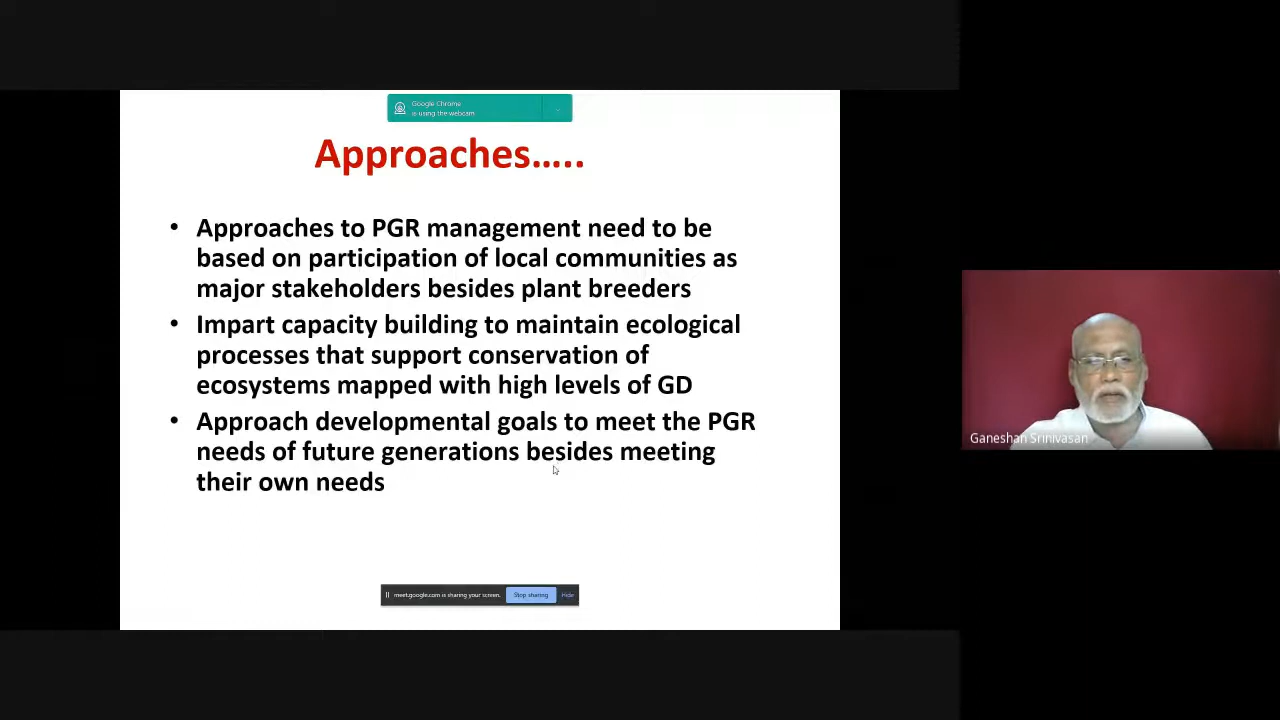 Google Chrome
is using the webcam
Approaches…..
• Approaches to PGR management need to be
based on participation of local communities as
major stakeholders besides plant breeders
• Impart capacity building to maintain ecological
processes that support conservation of
ecosystems mapped with high levels of GD
• Approach developmental goals to meet the PGR
needs of future generations besides meeting
their own needs
Ganeshan Srinivasan
meet.google.com is sharing your screen. Stop sharing Hide